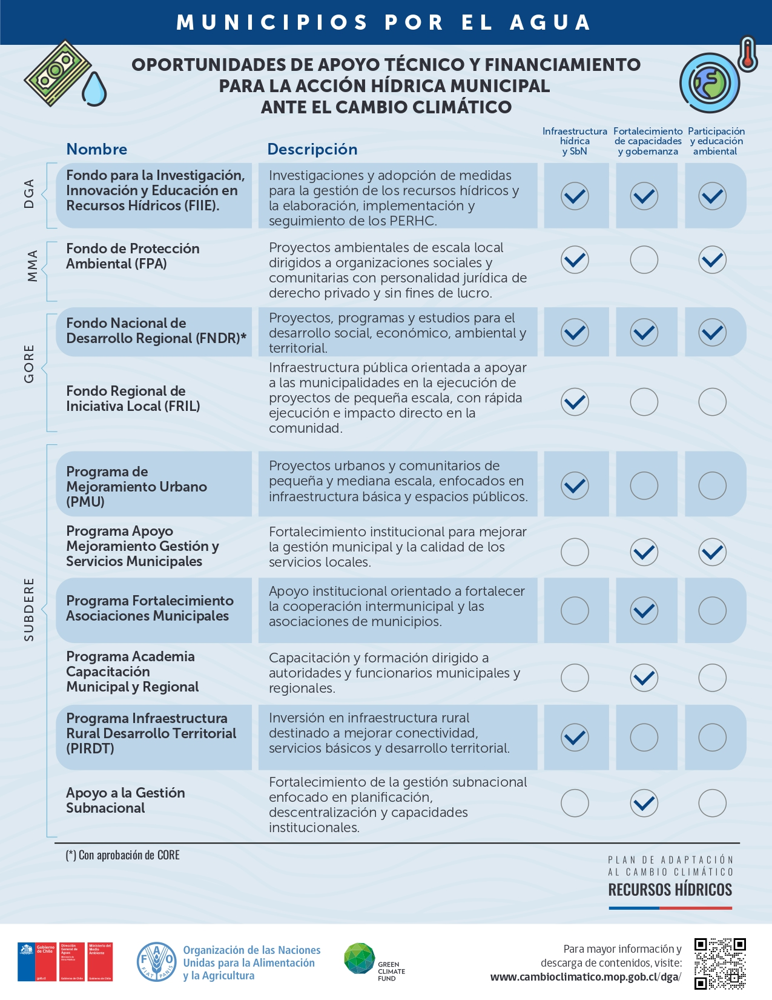 MUNICIPIOS POR EL AGUA
OPORTUNIDADES DE APOYO TÉCNICO Y FINANCIAMIENTO
PARA LA ACCIÓN HÍDRICA MUNICIPAL
ANTE EL CAMBIO CLIMÁTICO
Nombre
Descripción
Infraestructura
hídrica
y SbN
Fortalecimiento
de capacidades
y gobernanza
Participación
y educación
ambiental
DGA
Fondo para la Investigación,
Innovación y Educación en
Recursos Hídricos (FIIE).
Investigaciones y adopción de medidas
para la gestión de los recursos hídricos y
la elaboración, implementación y
seguimiento de los PERHC.
MMA
Fondo de Protección
Ambiental (FPA)
Proyectos ambientales de escala local
dirigidos a organizaciones sociales y
comunitarias con personalidad jurídica de
derecho privado y sin fines de lucro.
GORE
Fondo Nacional de
Desarrollo Regional (FNDR)*
Proyectos, programas y estudios para el
desarrollo social, económico, ambiental y
territorial.
Fondo Regional de
Iniciativa Local (FRIL)
Infraestructura pública orientada a apoyar
a las municipalidades en la ejecución de
proyectos de pequeña escala, con rápida
ejecución e impacto directo en la
comunidad.
SUBDERE
Programa de
Mejoramiento Urbano
(PMU)
Proyectos urbanos y comunitarios de
pequeña y mediana escala, enfocados en
infraestructura básica y espacios públicos.
Programa Apoyo
Mejoramiento Gestión y
Servicios Municipales
Fortalecimiento institucional para mejorar
la gestión municipal y la calidad de los
servicios locales.
Programa Fortalecimiento
Asociaciones Municipales
Apoyo institucional orientado a fortalecer
la cooperación intermunicipal y las
asociaciones de municipios.
Programa Academia
Capacitación
Municipal y Regional
Capacitación y formación dirigido a
autoridades y funcionarios municipales y
regionales.
Programa Infraestructura
Rural Desarrollo Territorial
(PIRDT)
Inversión en infraestructura rural
destinado a mejorar conectividad,
servicios básicos y desarrollo territorial.
Apoyo a la Gestión
Subnacional
Fortalecimiento de la gestión subnacional
enfocado en planificación,
descentralización y capacidades
institucionales.
(*) Con aprobación de CORE
PLAN DE ADAPTACIÓN
AL CAMBIO CLIMÁTICO
RECURSOS HÍDRICOS
Gobierno
de Chile
gob.cl
Dirección
General de
Aguas
Ministerio de
Obras Públicas
Gobierno de Chile
Ministerio del
Medio
Ambiente
Gobierno de Chile
FAO
FIAT PANIS
Organización de las Naciones
Unidas para la Alimentación
y la Agricultura
GREEN
CLIMATE
FUND
Para mayor información y
descarga de contenidos, visite:
www.cambioclimatico.mop.gob.cl/dga/